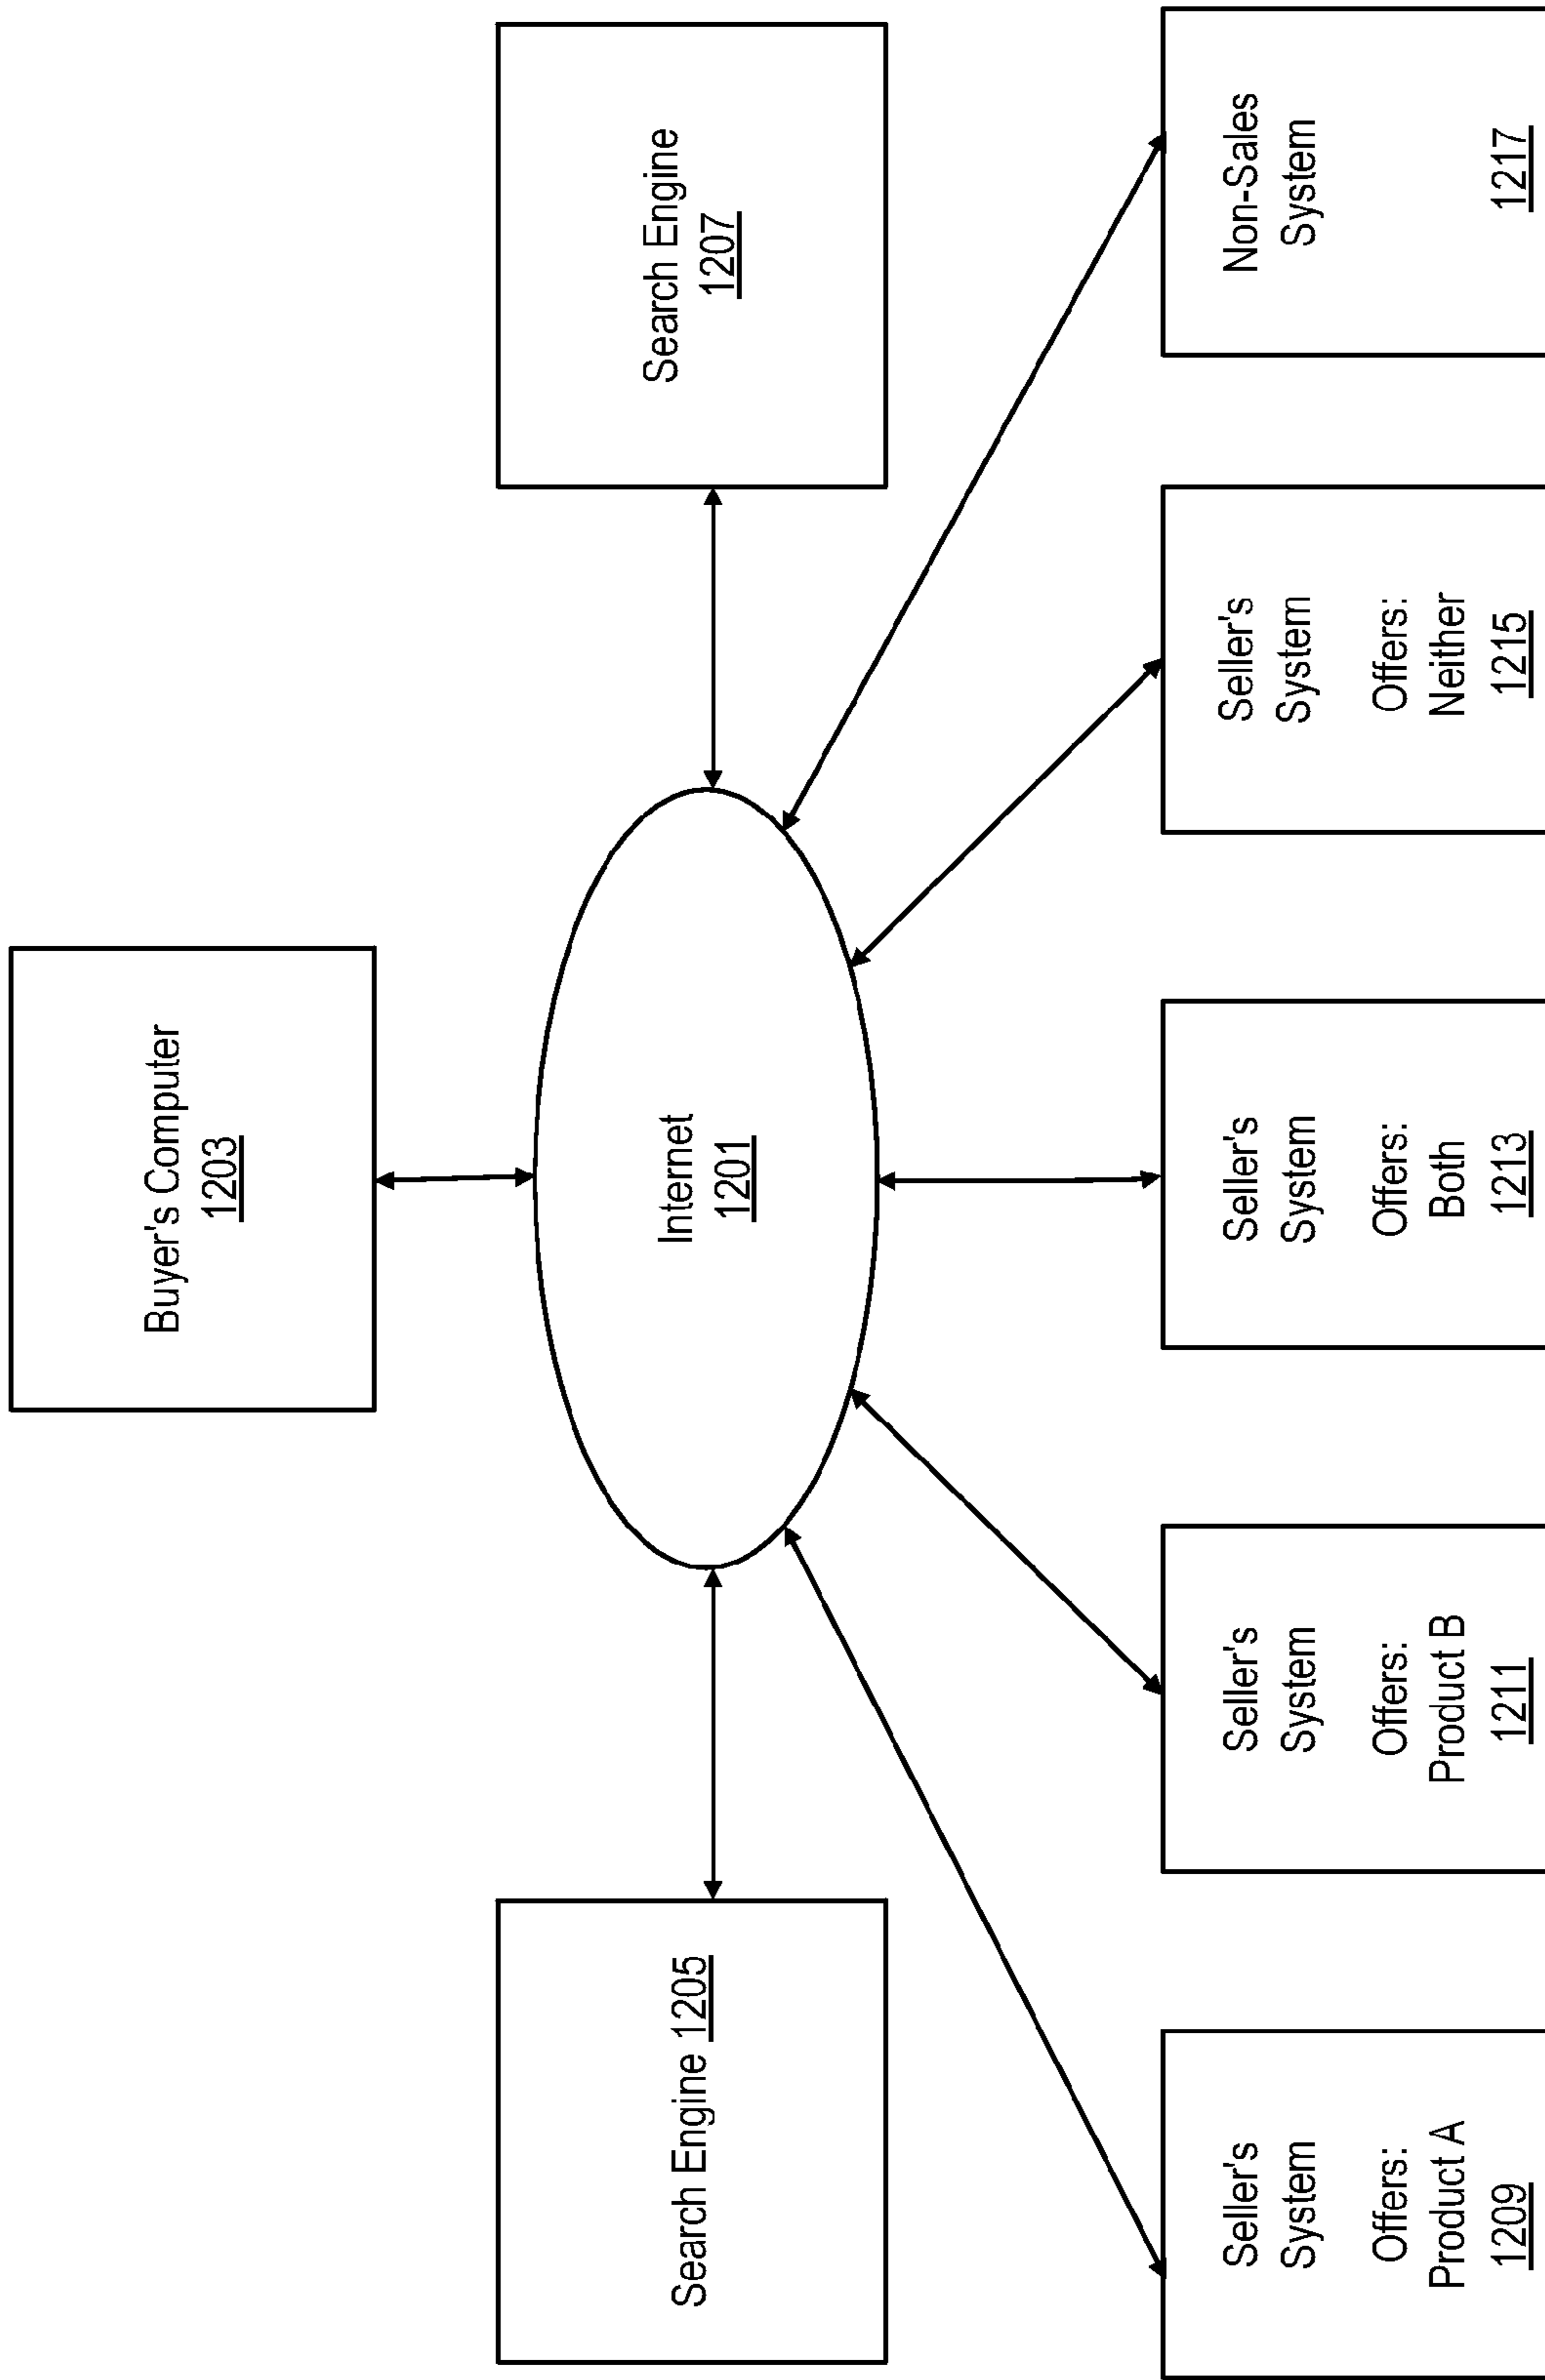 Buyer's Computer
1203
Search Engine 1205
Internet
1201
Search Engine
1207
Seller's
System
Offers:
Product A
1209
Seller's
System
Offers:
Product B
1211
Seller's
System
Offers:
Both
1213
Seller's
System
Offers:
Neither
1215
Non-Sales
System
1217